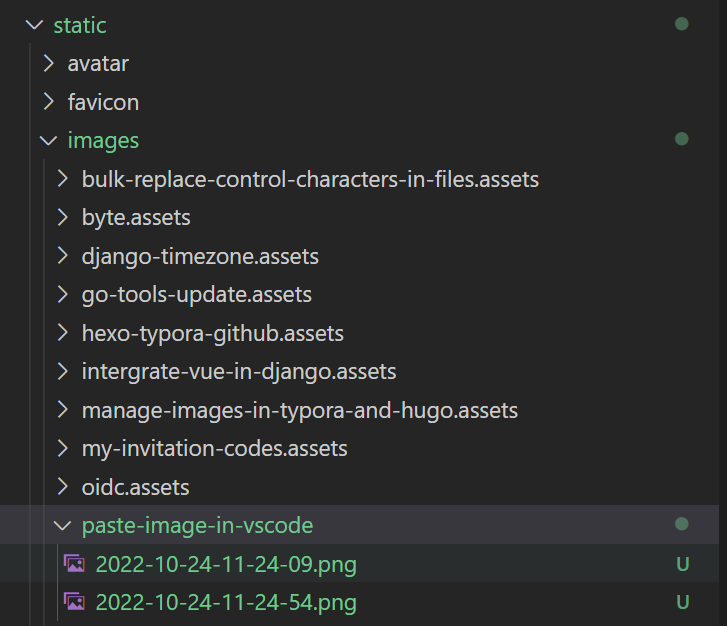 static
avatar
favicon
images
bulk-replace-control-characters-in-files.assets
byte.assets
django-timezone.assets
go-tools-update.assets
hexo-typora-github.assets
intergrate-vue-in-django.assets
manage-images-in-typora-and-hugo.assets
my-invitation-codes.assets
oidc.assets
paste-image-in-vscode
2022-10-24-11-24-09.png U
2022-10-24-11-24-54.png U